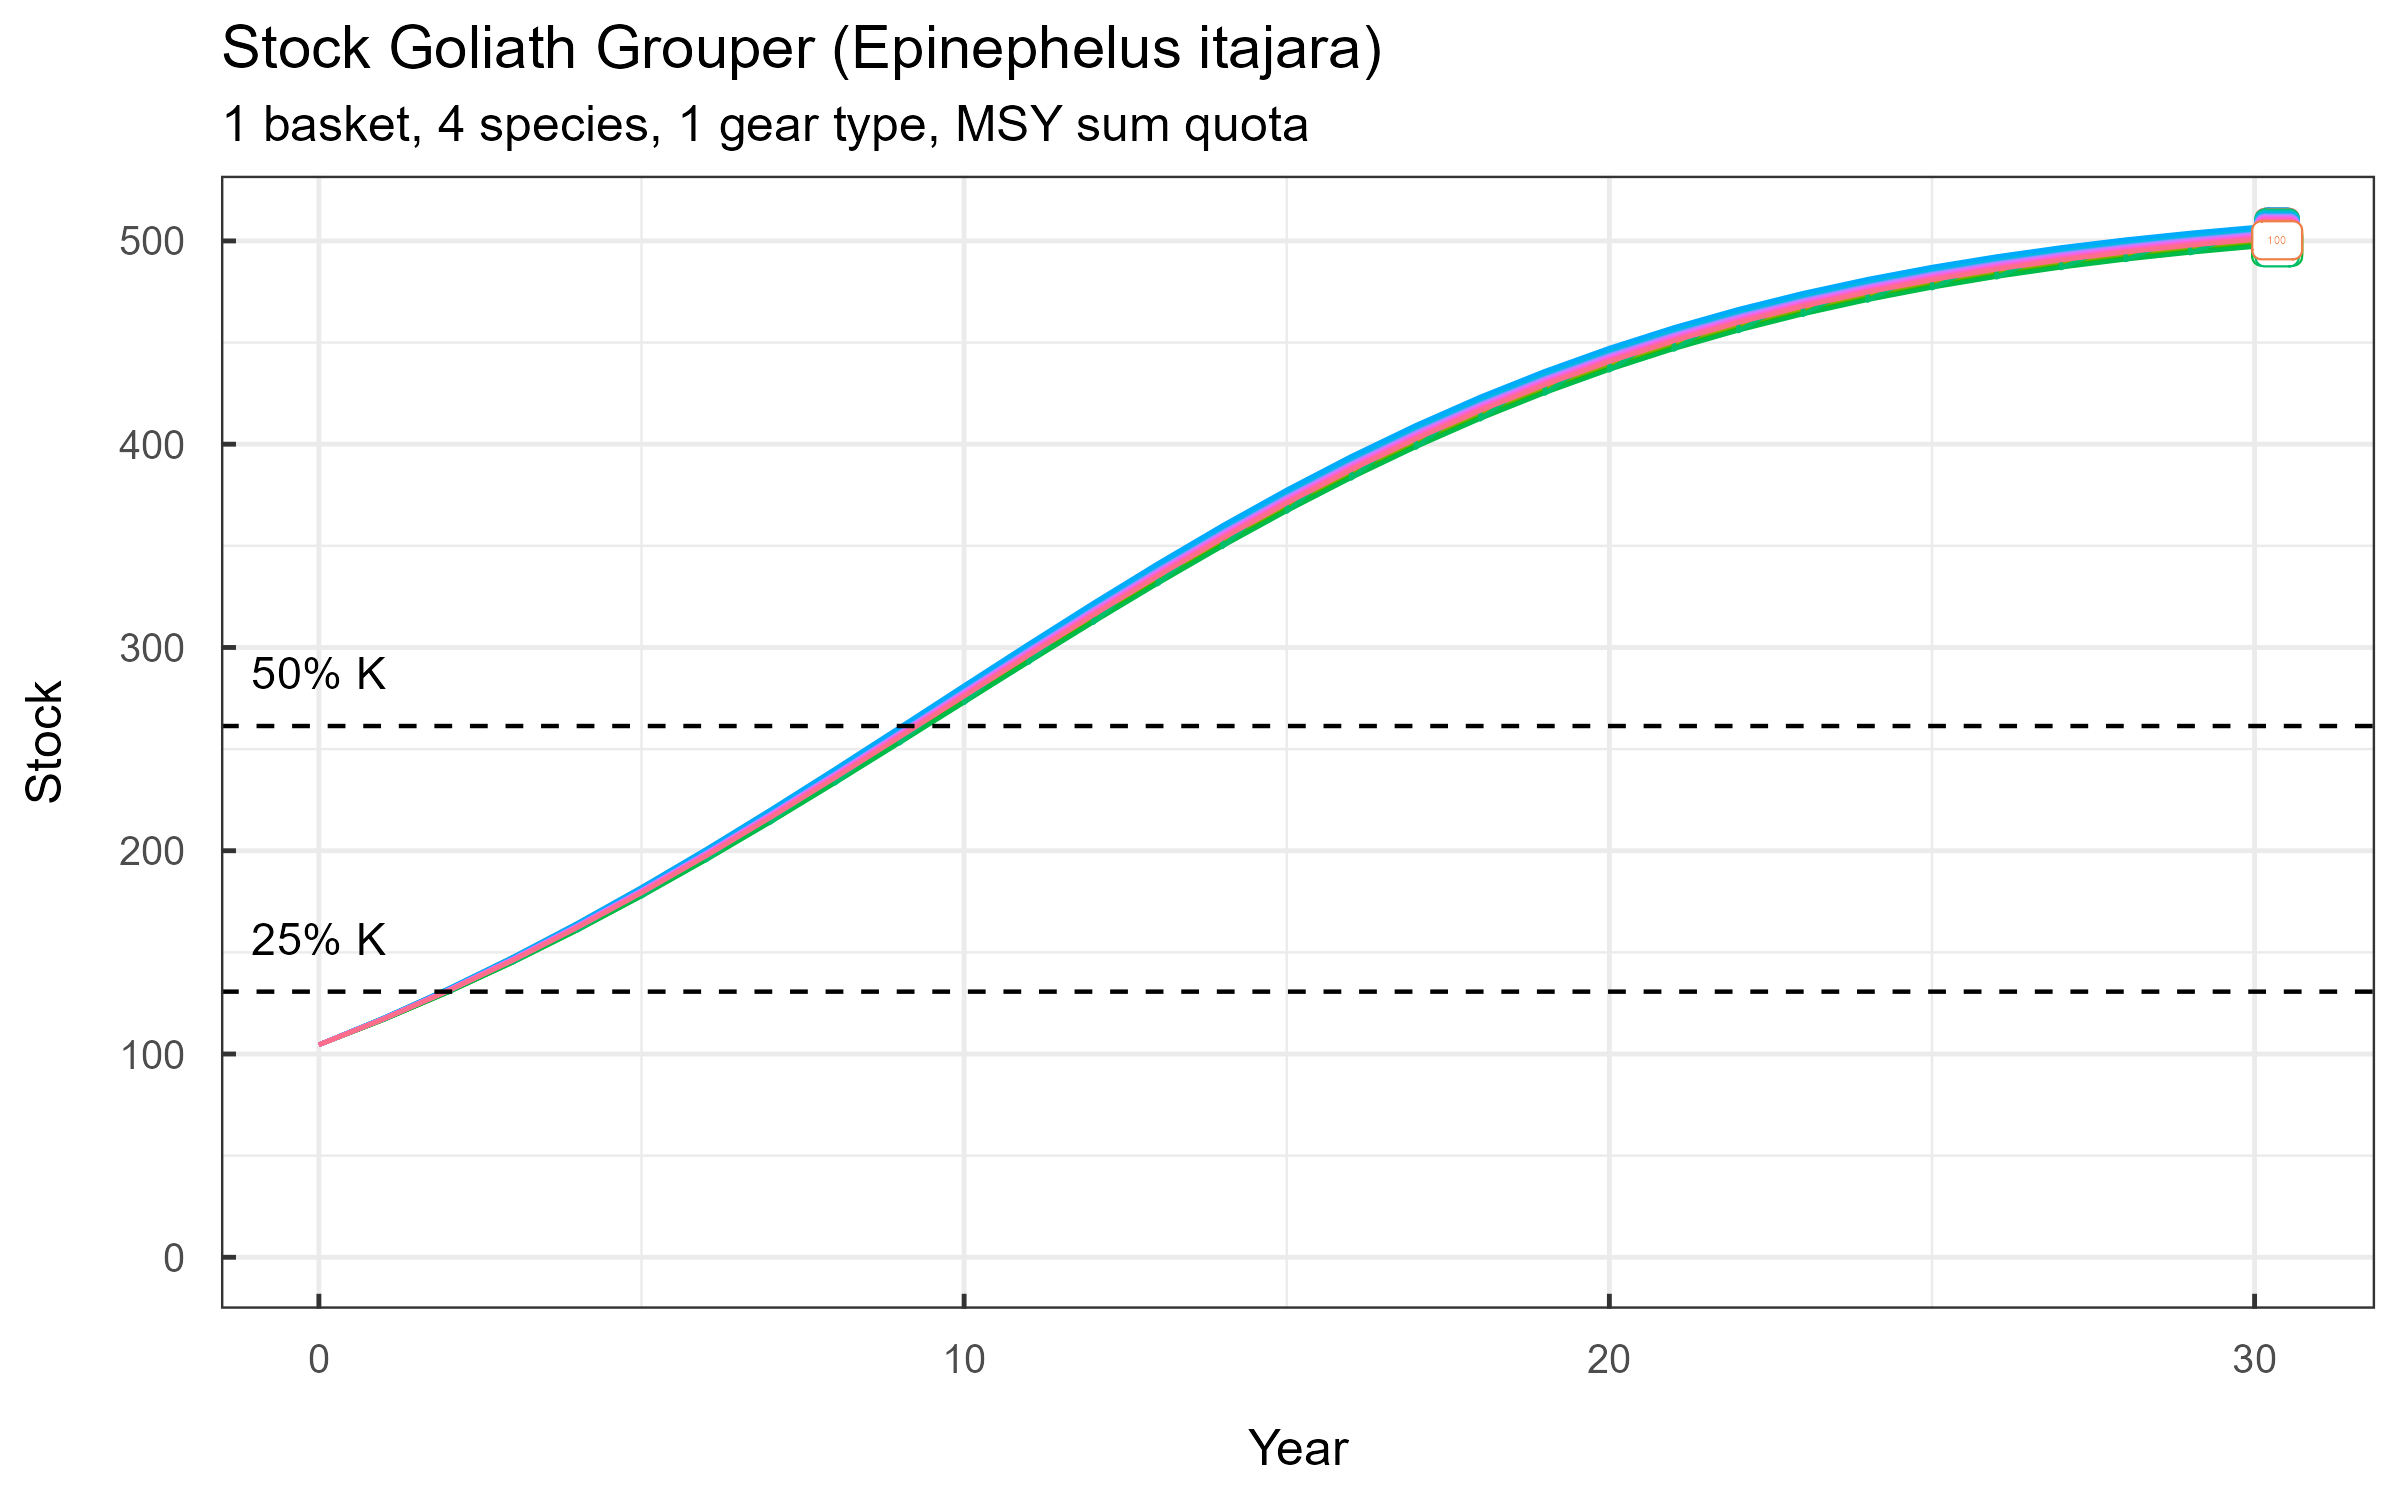 Stock Goliath Grouper (Epinephelus itajara)
1 basket, 4 species, 1 gear type, MSY sum quota
500
400
300
200
100
0
50% K
25% K
100
Stock
0 10 20 30
Year